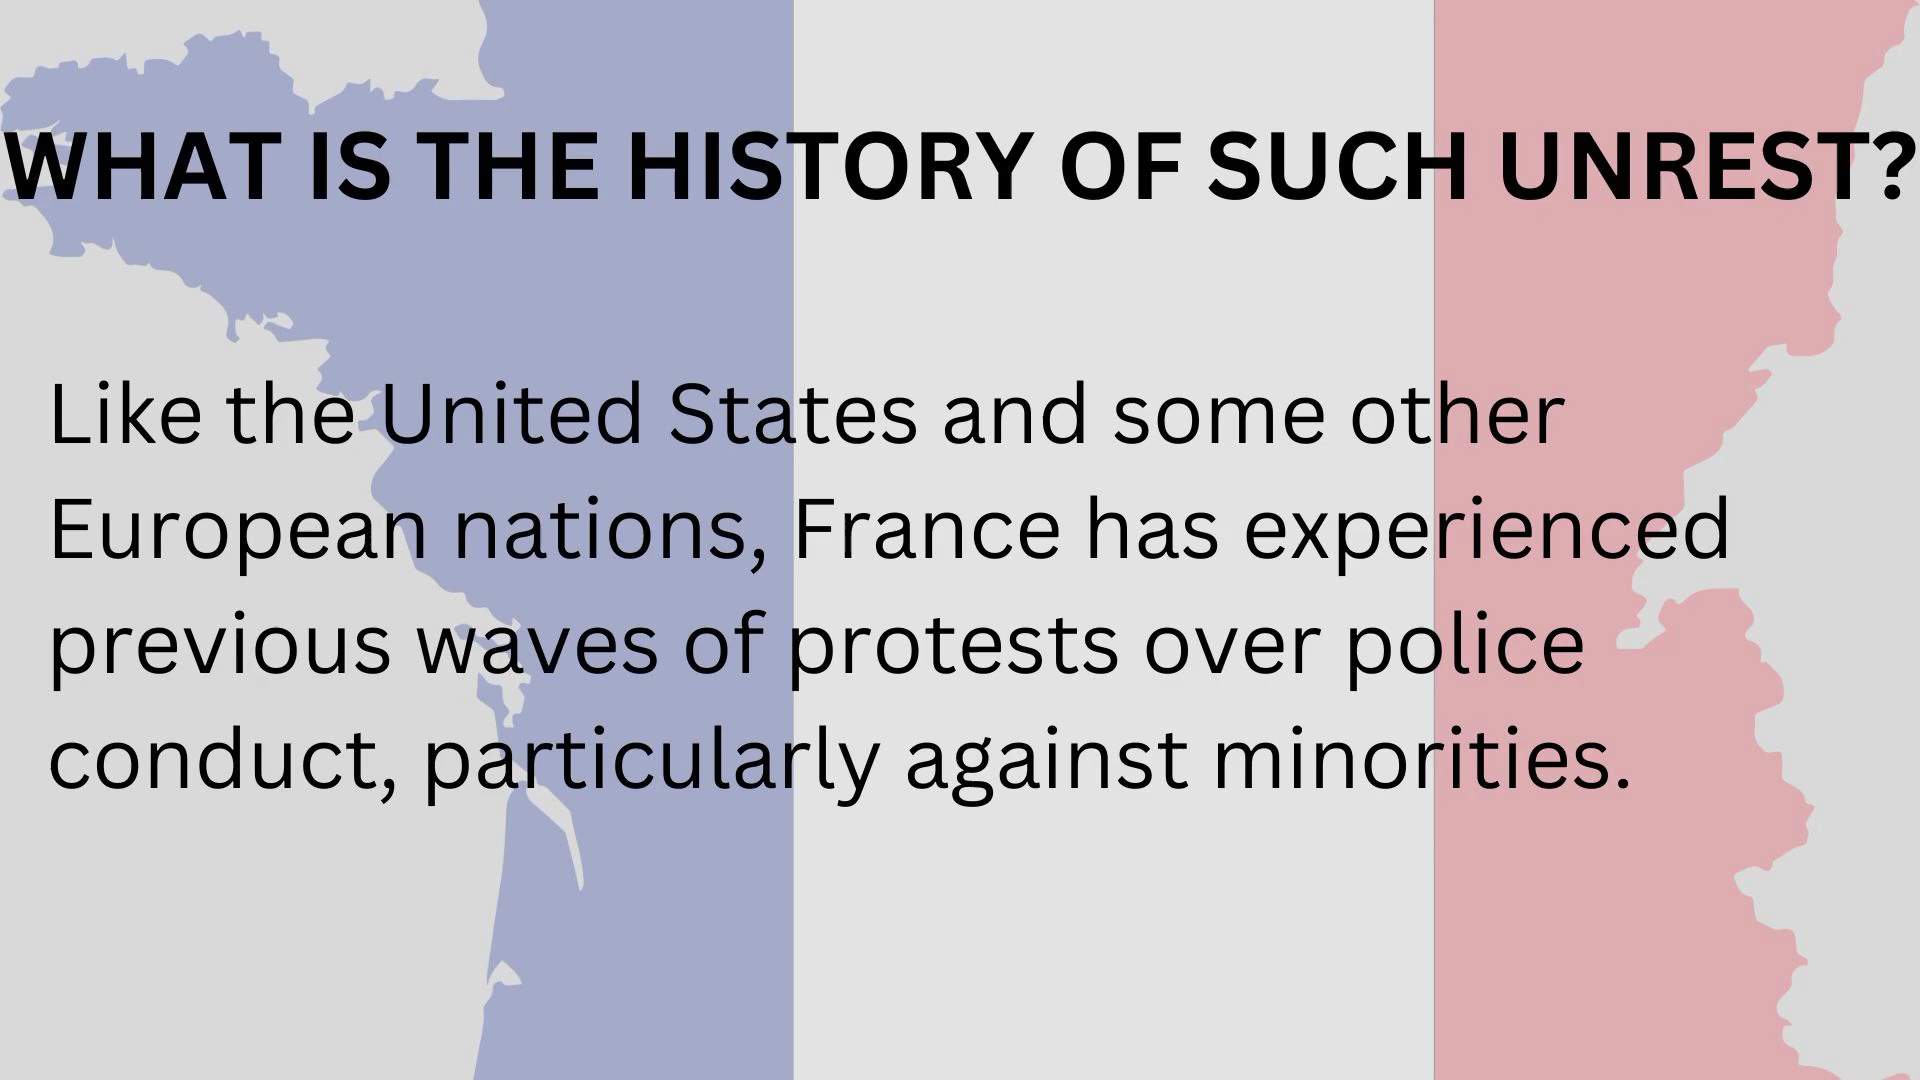 WHAT IS THE HISTORY OF SUCH UNREST?
Like the United States and some other
European nations, France has experienced
previous waves of protests over police
conduct, particularly against minorities.